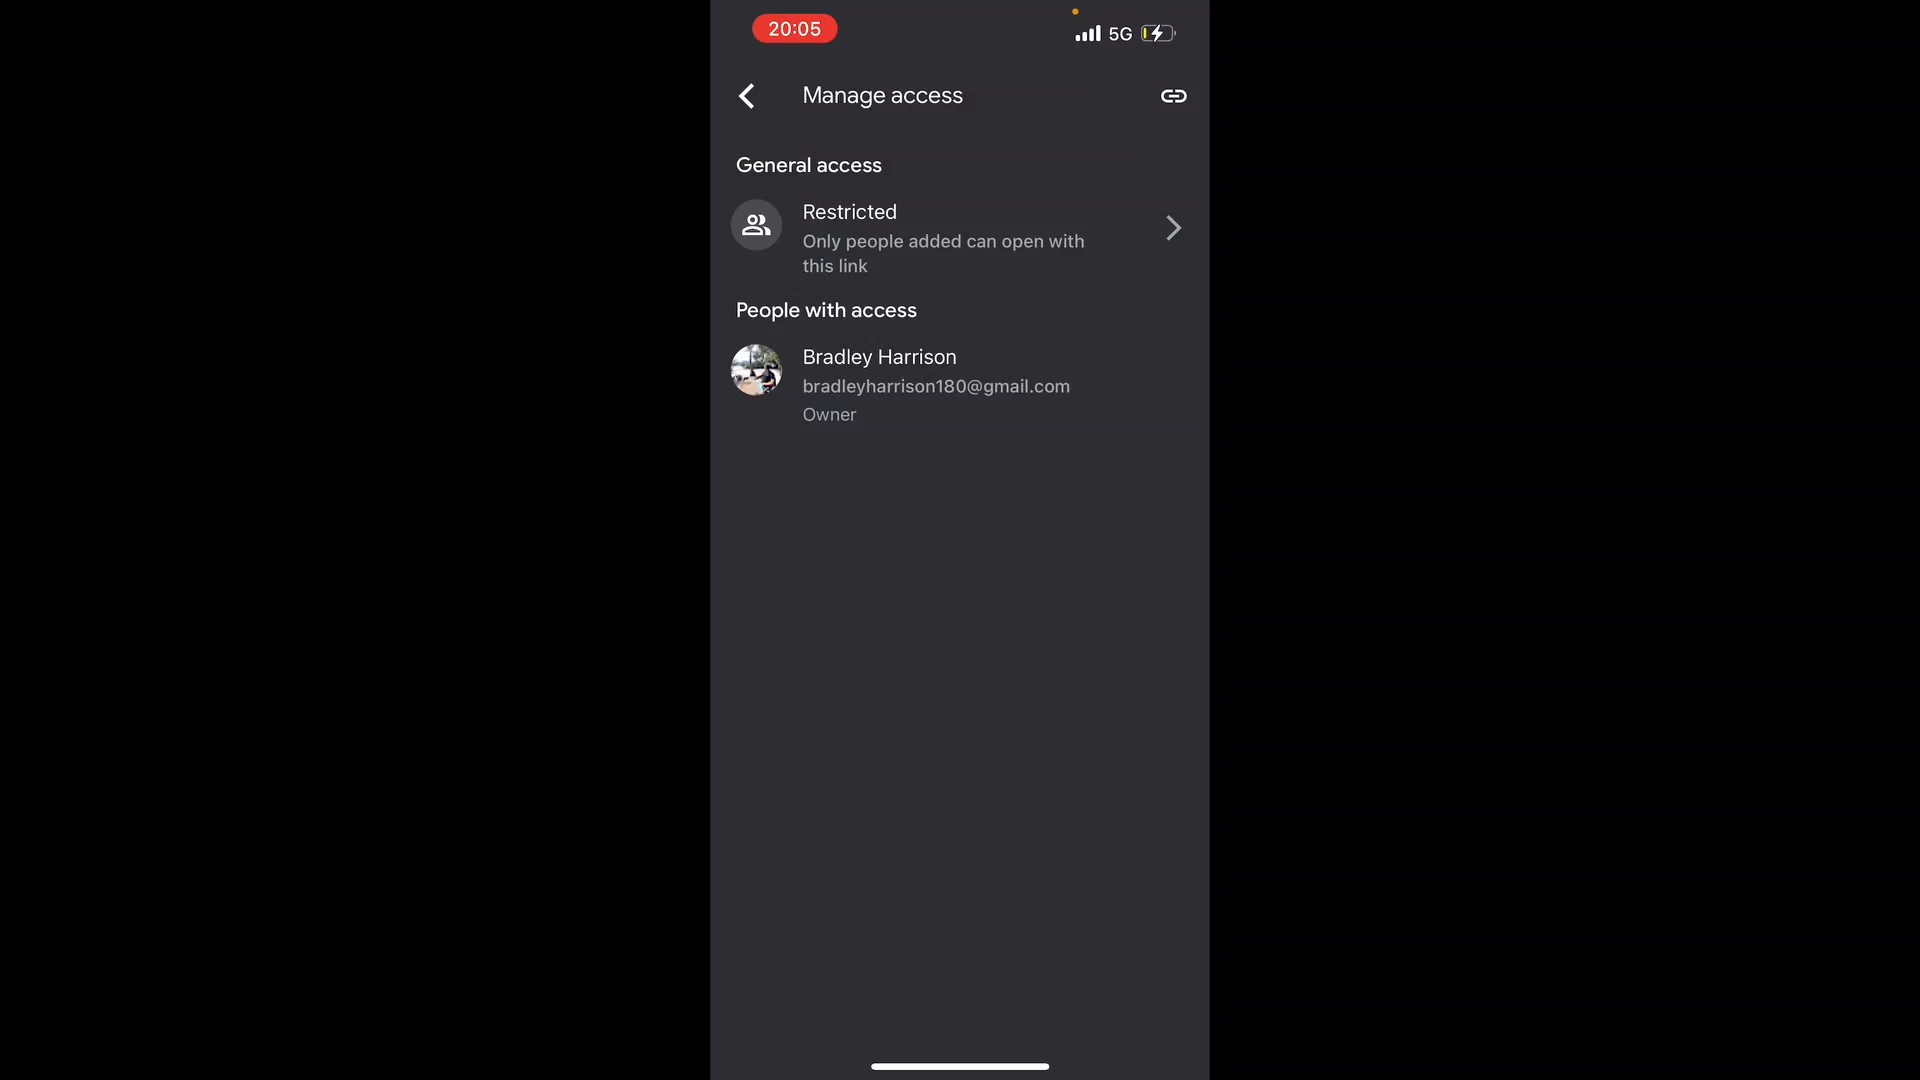 20:05
5G
Manage access
General access
Restricted
Only people added can open with
this link
People with access
Bradley Harrison
bradleyharrison180@gmail.com
Owner